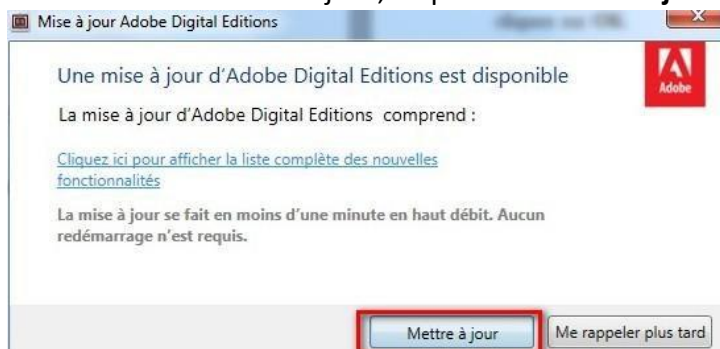 Mise à jour Adobe Digital Editions
Une mise à jour d'Adobe Digital Editions est disponible
Adobe
La mise à jour d'Adobe Digital Editions comprend :
Cliquez ici pour afficher la liste complète des nouvelles
fonctionnalités
La mise à jour se fait en moins d'une minute en haut débit. Aucun
redémarrage n'est requis.
Mettre à jour
Me rappeler plus tard